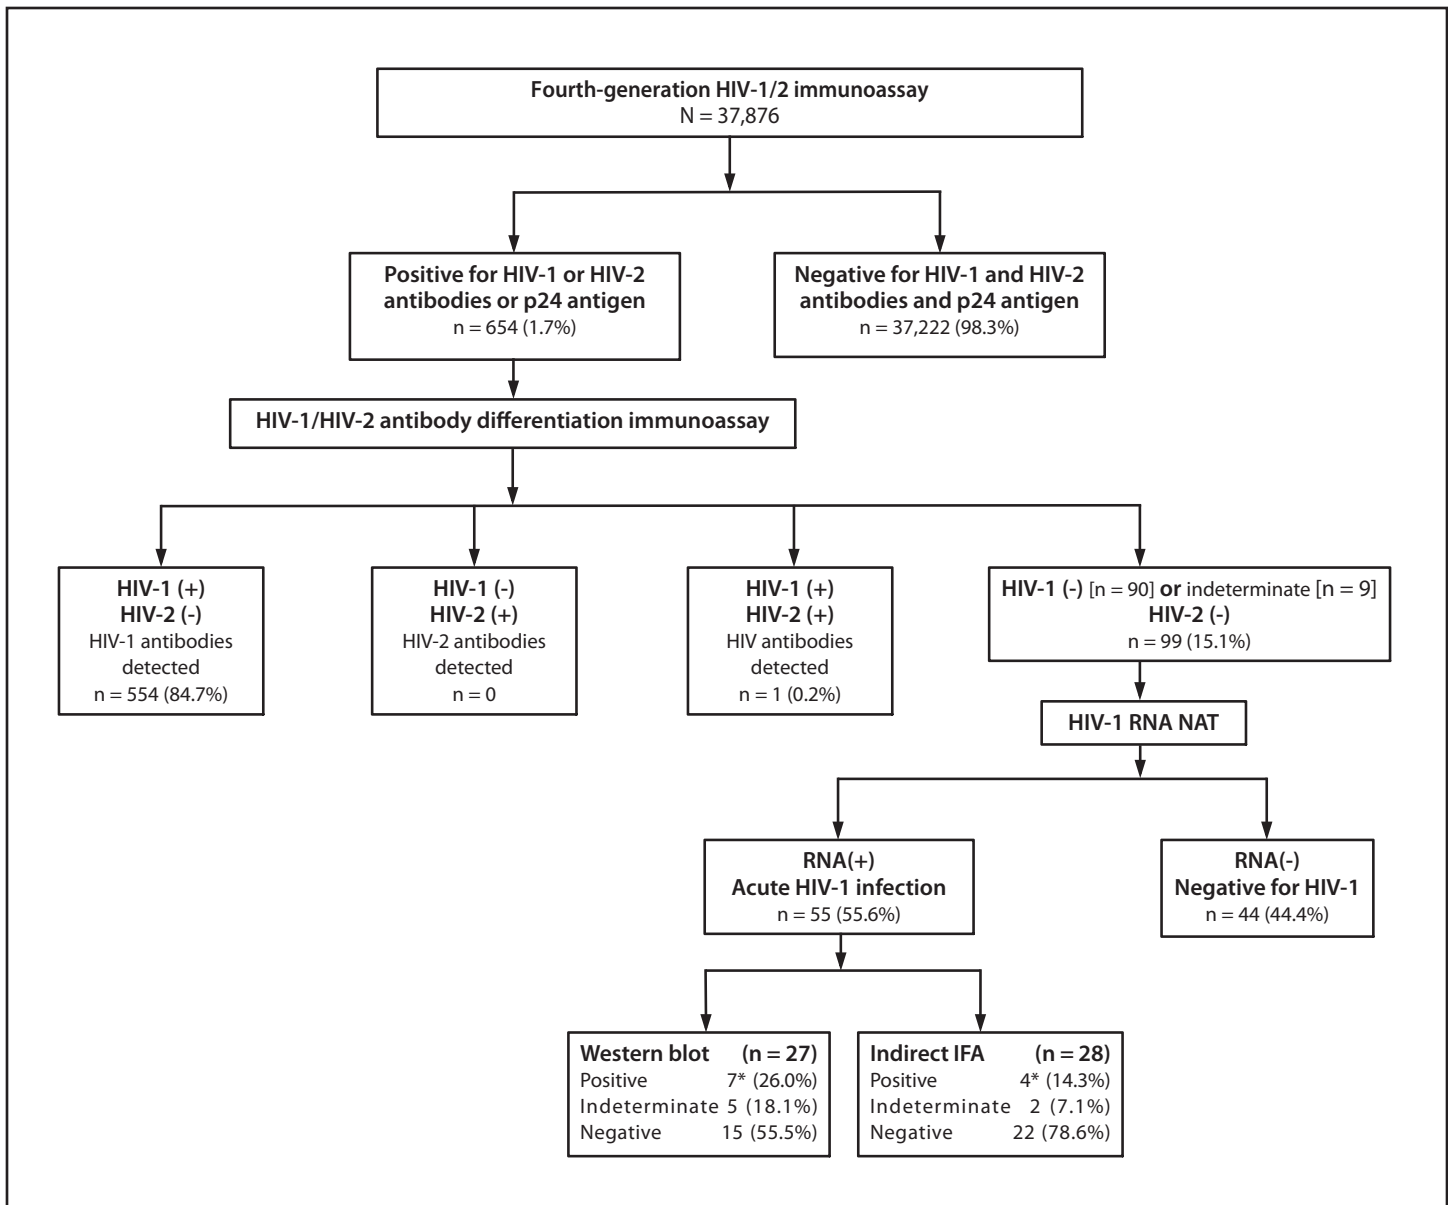 Fourth-generation HIV-1/2 immunoassay
N = 37,876
Positive for HIV-1 or HIV-2
antibodies or p24 antigen
n = 654 (1.7%)
Negative for HIV-1 and HIV-2
antibodies and p24 antigen
n = 37,222 (98.3%)
HIV-1/HIV-2 antibody differentiation immunoassay
HIV-1 (+)
HIV-2 (-)
HIV-1 antibodies
detected
n = 554 (84.7%)
HIV-1 (-)
HIV-2 (+)
HIV-2 antibodies
detected
n = 0
HIV-1 (+)
HIV-2 (+)
HIV antibodies
detected
n = 1 (0.2%)
HIV-1 (-) [n = 90] or indeterminate [n = 9]
HIV-2 (-)
n = 99 (15.1%)
HIV-1 RNA NAT
RNA(+)
Acute HIV-1 infection
n = 55 (55.6%)
RNA(-)
Negative for HIV-1
n = 44 (44.4%)
Western blot (n = 27)
Positive 7* (26.0%)
Indeterminate 5 (18.1%)
Negative 15 (55.5%)
Indirect IFA (n = 28)
Positive 4* (14.3%)
Indeterminate 2 (7.1%)
Negative 22 (78.6%)